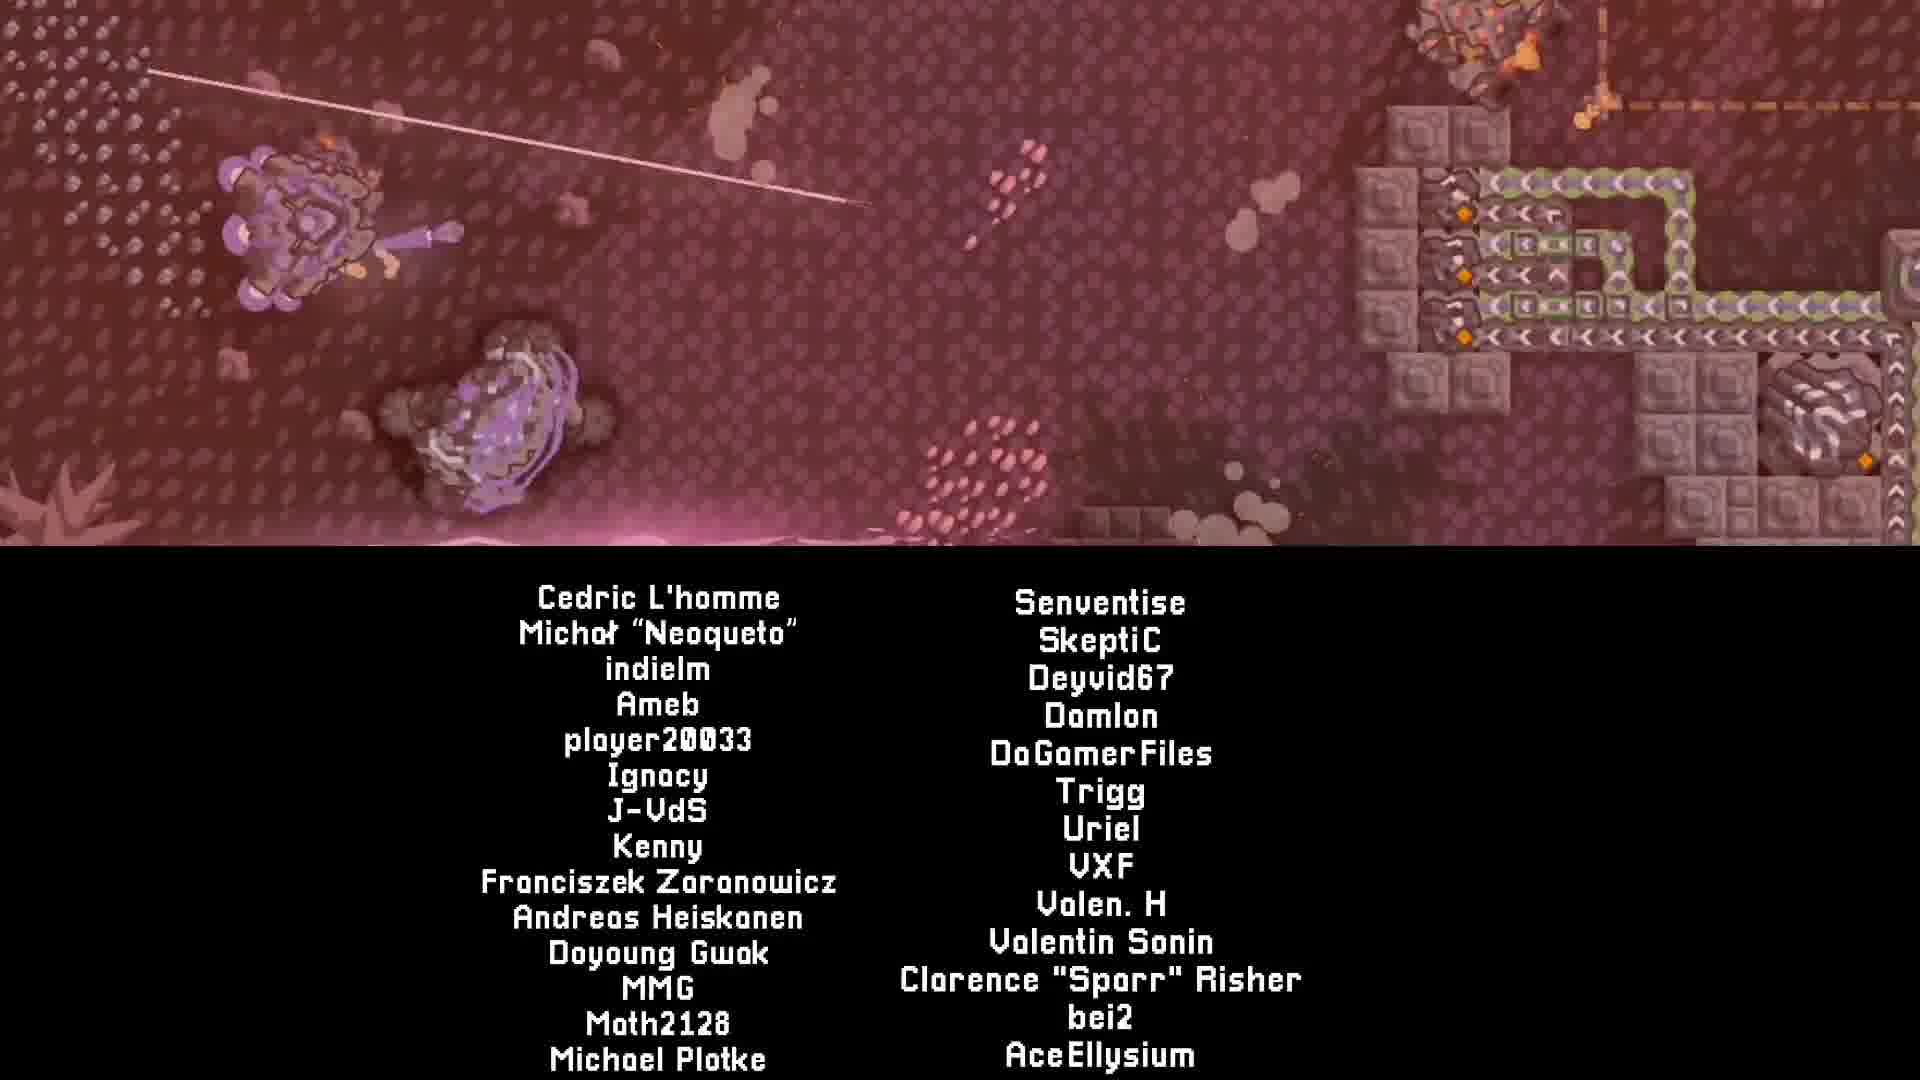 Cedric L'homme
Michał “Neoqueto”
indielm
Ameb
player20033
Ignacy
J-VdS
Kenny
Franciszek Zaranowicz
Andreas Heiskanen
Doyoung Gwak
MMG
Math2128
Michael Plotke
Senventise
SkeptiC
Deyvid67
Damlon
DaGamerFiles
Trigg
Uriel
VXF
Valen. H
Valentin Sonin
Clarence "Sparr" Risher
bei2
AceEllysium